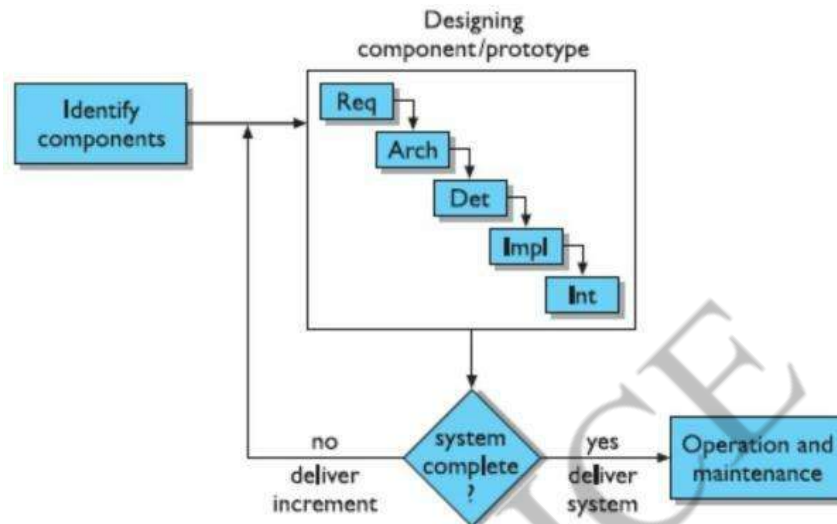 Designing
component/prototype
Identify
components
Req
Arch
Det
Impl
Int
no
deliver
increment
system
complete
?
yes
deliver
system
Operation and
maintenance
ICE